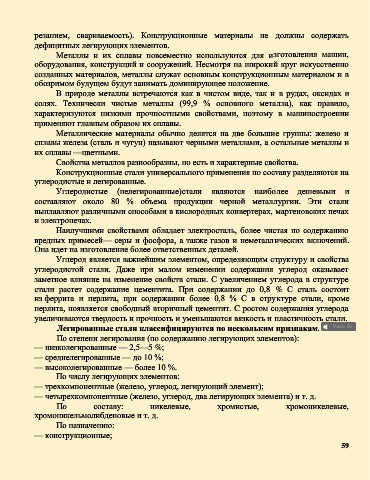 резанием, свариваемость). Конструкционные материалы не должны содержать
дефицитных легирующих элементов.
Металлы и их сплавы повсеместно используются для изготовления машин,
оборудования, конструкций и сооружений. Несмотря на широкий круг искусственно
созданных материалов, металлы служат основным конструкционным материалом и в
обозримом будущем будут занимать доминирующее положение.
В природе металлы встречаются как в чистом виде, так и в рудах, оксидах и
солях. Технически чистые металлы (99,9 % основного металла), как правило,
характеризуются низкими прочностными свойствами, поэтому в машиностроении
применяют главным образом их сплавы.
Металлические материалы обычно делятся на две большие группы: железо и
сплавы железа (сталь и чугун) называют черными металлами, а остальные металлы и
их сплавы —цветными.
Свойства металлов разнообразны, но есть и характерные свойства.
Конструкционные стали универсального применения по составу разделяются на
углеродистые и легированные.
Углеродистые (нелегированные)стали являются наиболее дешевыми и
составляют около 80 % объема продукции черной металлургии. Эти стали
выплавляют различными способами в кислородных конвертерах, мартеновских печах
и электропечах.
Наилучшими свойствами обладает электросталь, более чистая по содержанию
вредных примесей— серы и фосфора, а также газов и неметаллических включений.
Она идет на изготовление более ответственных деталей.
Углерод является важнейшим элементом, определяющим структуру и свойства
углеродистой стали. Даже при малом изменении содержания углерод оказывает
заметное влияние на изменение свойств стали. С увеличением углерода в структуре
стали растет содержание цементита. При содержании до 0,8 % С сталь состоит
из феррита и перлита, при содержании более 0,8 % С в структуре стали, кроме
перлита, появляется свободный вторичный цементит. С ростом содержания углерода
увеличиваются твердость и прочность и уменьшаются вязкость и пластичность стали.
Легированные стали классифицируются по нескольким признакам.
По степени легирования (по содержанию легирующих элементов):
— низколегированные — 2,5—5 %;
— среднелегированные — до 10 %;
— высоколегированные — более 10 %.
По числу легирующих элементов:
— трехкомпонентные (железо, углерод, легирующий элемент);
— четырехкомпонентные (железо, углерод, два легирующих элемента) и т. д.
По составу: никелевые, хромистые, хромоникелевые,
хромоникельмолибденовые и т. д.
По назначению:
— конструкционные;
59